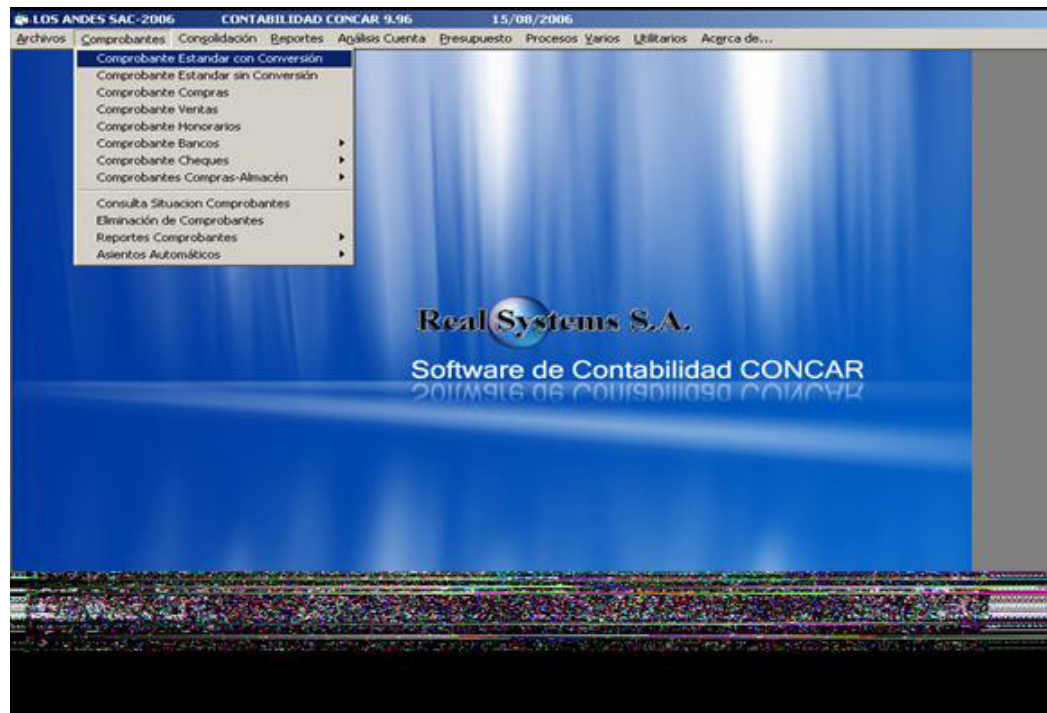 LOS ANDES SAC-2006 CONTABILIDAD CONCAR 9.96 15/08/2006
Archivos Comprobantes Consolidación Reportes Análisis Cuenta Presupuesto Procesos Varios Utilitarios Acerca de...
Comprobante Estandar con Conversión
Comprobante Estandar sin Conversión
Comprobante Compras
Comprobante Ventas
Comprobante Honorarios
Comprobante Bancos
Comprobante Cheques
Comprobantes Compras-Almacén
Consulta Situacion Comprobantes
Eliminación de Comprobantes
Reportes Comprobantes
Asientos Automáticos
Real Systems S.A.
Software de Contabilidad CONCAR